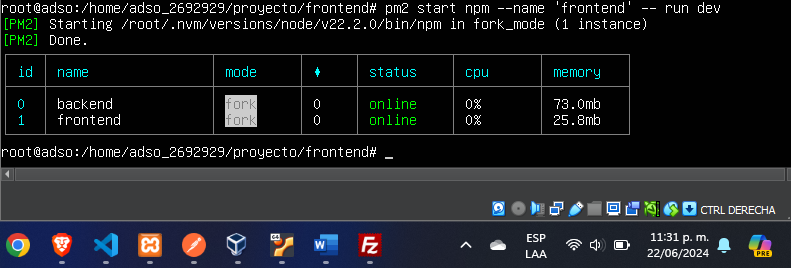 root@adso:/home/adso_2692929/proyecto/frontend# pm2 start npm --name 'frontend' -- run dev
[PM2] Starting /root/.nvm/versions/node/v22.2.0/bin/npm in fork_mode (1 instance)
[PM2] Done.
id name mode ♦ status cpu memory
0 backend fork 0 online 0% 73.0mb
1 frontend fork 0 online 0% 25.8mb
root@adso:/home/adso_2692929/proyecto/frontend# _
CTRL DERECHA
64
ESP
LAA
11:31 p. m.
22/06/2024
PRE